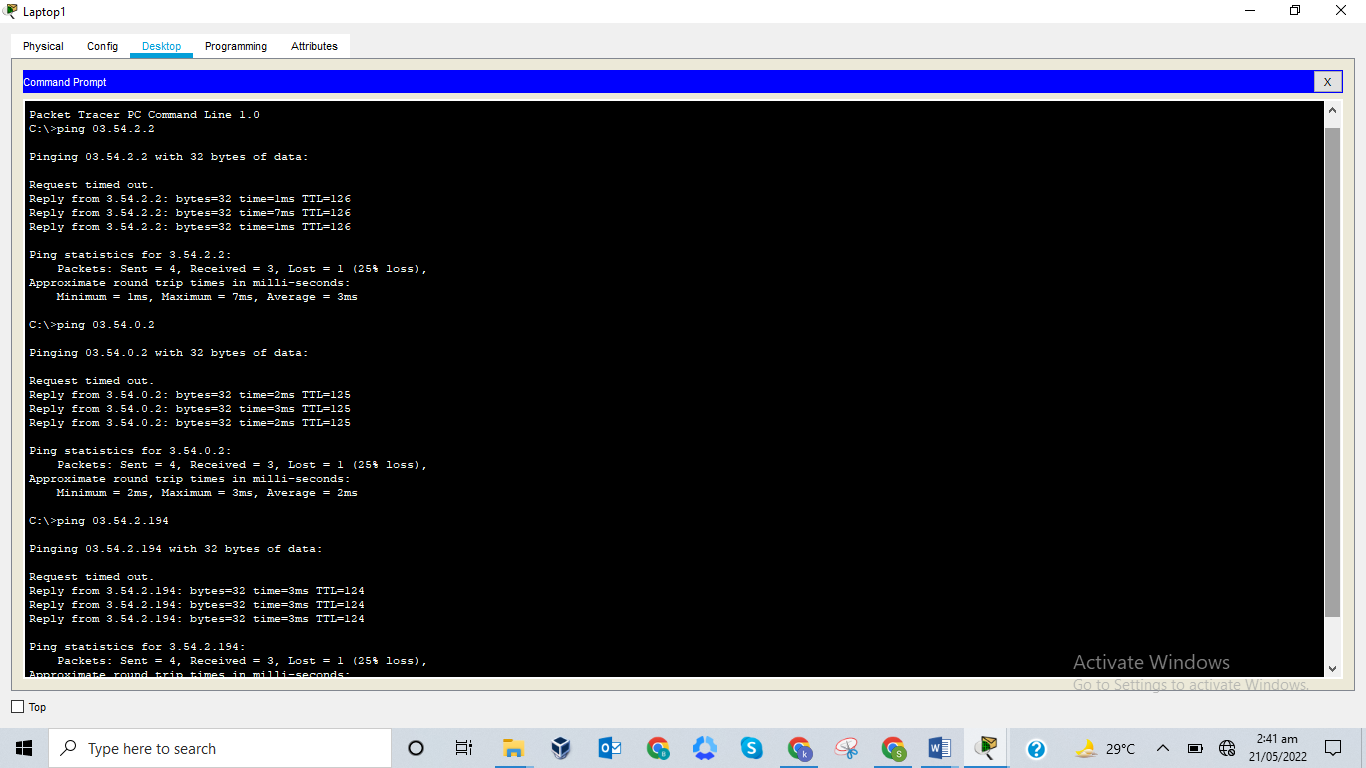 Laptop1
Physical Config Desktop Programming Attributes
Command Prompt
X
Packet Tracer PC Command Line 1.0
C:\>ping 03.54.2.2
Pinging 03.54.2.2 with 32 bytes of data:
Request timed out.
Reply from 3.54.2.2: bytes=32 time=1ms TTL=126
Reply from 3.54.2.2: bytes=32 time=7ms TTL=126
Reply from 3.54.2.2: bytes=32 time=1ms TTL=126
Ping statistics for 3.54.2.2:
Packets: Sent = 4, Received = 3, Lost = 1 (25% loss),
Approximate round trip times in milli-seconds:
Minimum = 1ms, Maximum = 7ms, Average = 3ms
C:\>ping 03.54.0.2
Pinging 03.54.0.2 with 32 bytes of data:
Request timed out.
Reply from 3.54.0.2: bytes=32 time=2ms TTL=125
Reply from 3.54.0.2: bytes=32 time=3ms TTL=125
Reply from 3.54.0.2: bytes=32 time=2ms TTL=125
Ping statistics for 3.54.0.2:
Packets: Sent = 4, Received = 3, Lost = 1 (25% loss),
Approximate round trip times in milli-seconds:
Minimum = 2ms, Maximum = 3ms, Average = 2ms
C:\>ping 03.54.2.194
Pinging 03.54.2.194 with 32 bytes of data:
Request timed out.
Reply from 3.54.2.194: bytes=32 time=3ms TTL=124
Reply from 3.54.2.194: bytes=32 time=3ms TTL=124
Reply from 3.54.2.194: bytes=32 time=3ms TTL=124
Ping statistics for 3.54.2.194:
Packets: Sent = 4, Received = 3, Lost = 1 (25% loss),
Approximate round trip times in milli-seconds:
Activate Windows
Go to Settings to activate Windows.
Top
Type here to search
29°C
2:41 am
21/05/2022